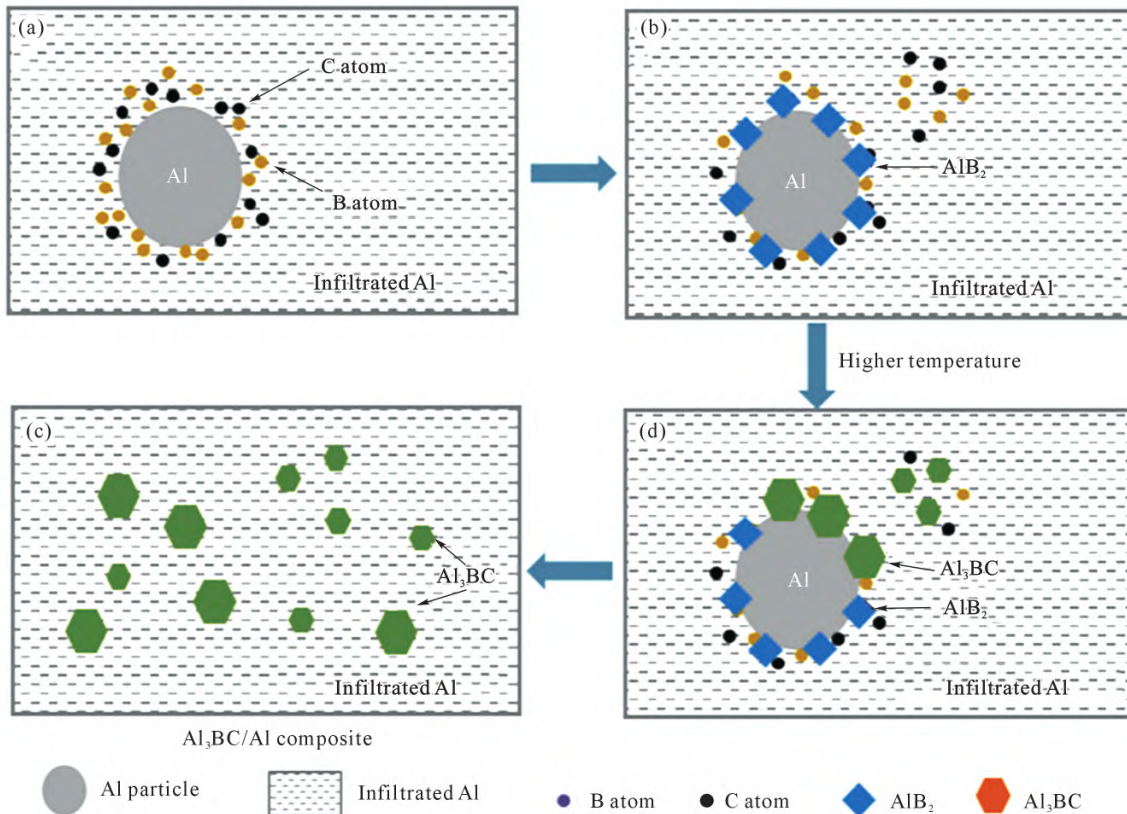 (a)
C atom
Al
B atom
Infiltrated Al
(b)
AlB₂
Al
Infiltrated Al
Higher temperature
(c)
Al₃BC
Infiltrated Al
Al₃BC/Al composite
(d)
Al₃BC
Al
AlB₂
Infiltrated Al
Al particle
Infiltrated Al
B atom
C atom
AlB₂
Al₃BC